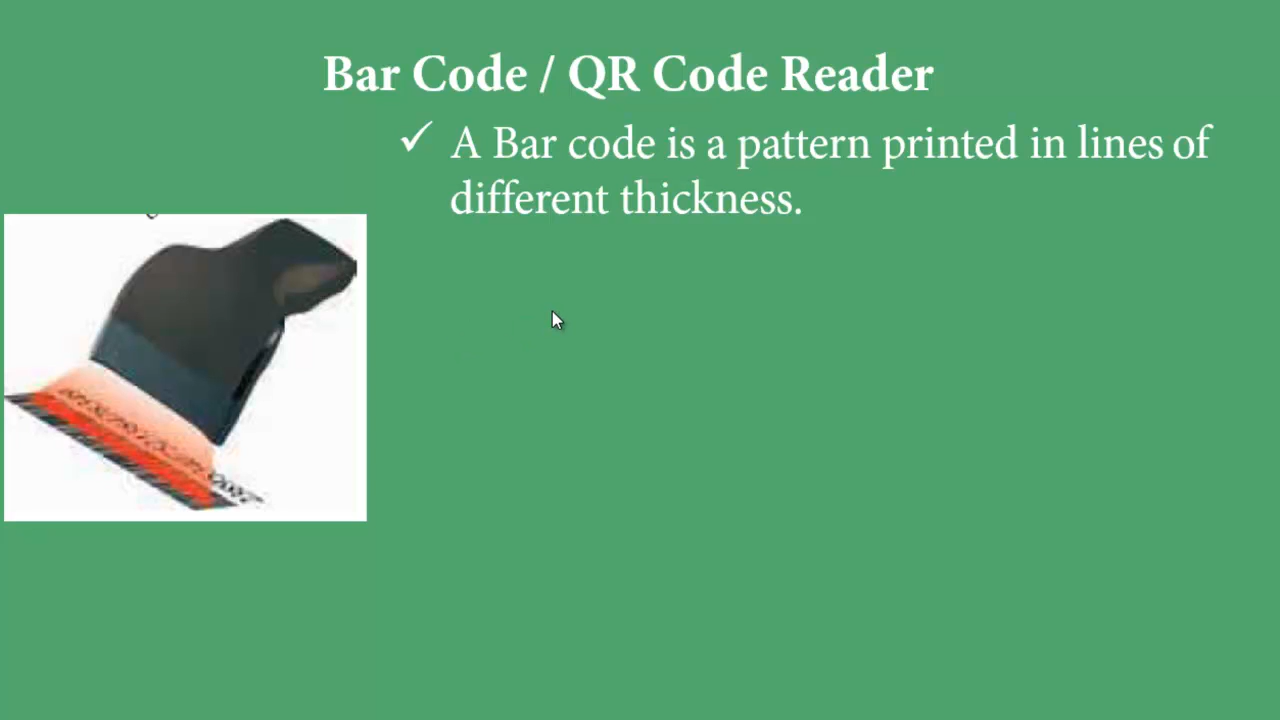 Bar Code / QR Code Reader
✓ A Bar code is a pattern printed in lines of
different thickness.